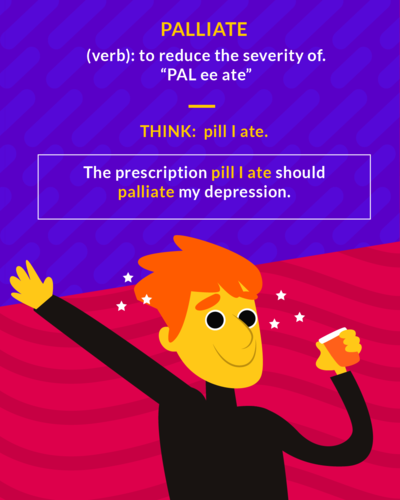 PALLIATE
(verb): to reduce the severity of.
“PAL ee ate”
THINK: pill I ate.
The prescription pill I ate should
palliate my depression.